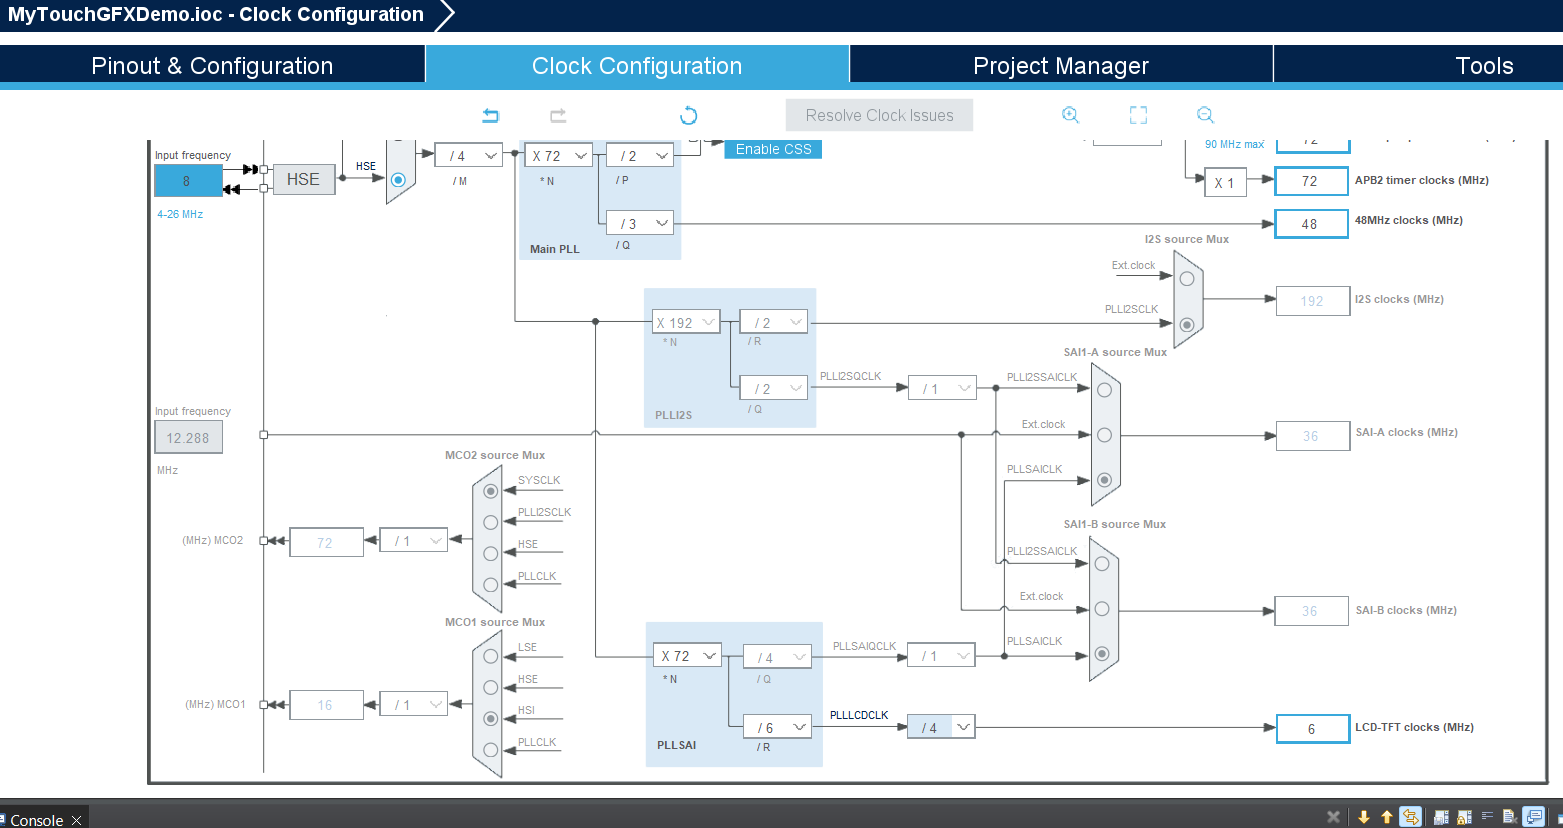 MyTouchGFXDemo.ioc - Clock Configuration
Pinout & Configuration
Clock Configuration
Project Manager
Tools
Resolve Clock Issues
Input frequency
8
4-26 MHz
HSE
HSE
/ 4
/ M
X 72
* N
/ 2
/ P
/ 3
/ Q
Main PLL
Enable CSS
90 MHz max
X 1
72
APB2 timer clocks (MHz)
48
48MHz clocks (MHz)
I2S source Mux
Ext.clock
PLLI2SCLK
192
I2S clocks (MHz)
X 192
* N
/ 2
/ R
/ 2
/ Q
PLLI2S
PLLI2SQCLK
/ 1
SAI1-A source Mux
PLLI2SSAICLK
Ext.clock
PLLSAICLK
36
SAI-A clocks (MHz)
Input frequency
12.288
MHz
MCO2 source Mux
SYSCLK
PLLI2SCLK
HSE
PLLCLK
(MHz) MCO2
72
/ 1
SAI1-B source Mux
PLLI2SSAICLK
Ext.clock
PLLSAICLK
36
SAI-B clocks (MHz)
MCO1 source Mux
LSE
HSE
HSI
PLLCLK
(MHz) MCO1
16
/ 1
X 72
* N
/ 4
/ Q
/ 6
/ R
PLLSAI
PLLSAIQCLK
/ 1
PLLLCDCLK
/ 4
6
LCD-TFT clocks (MHz)
Console